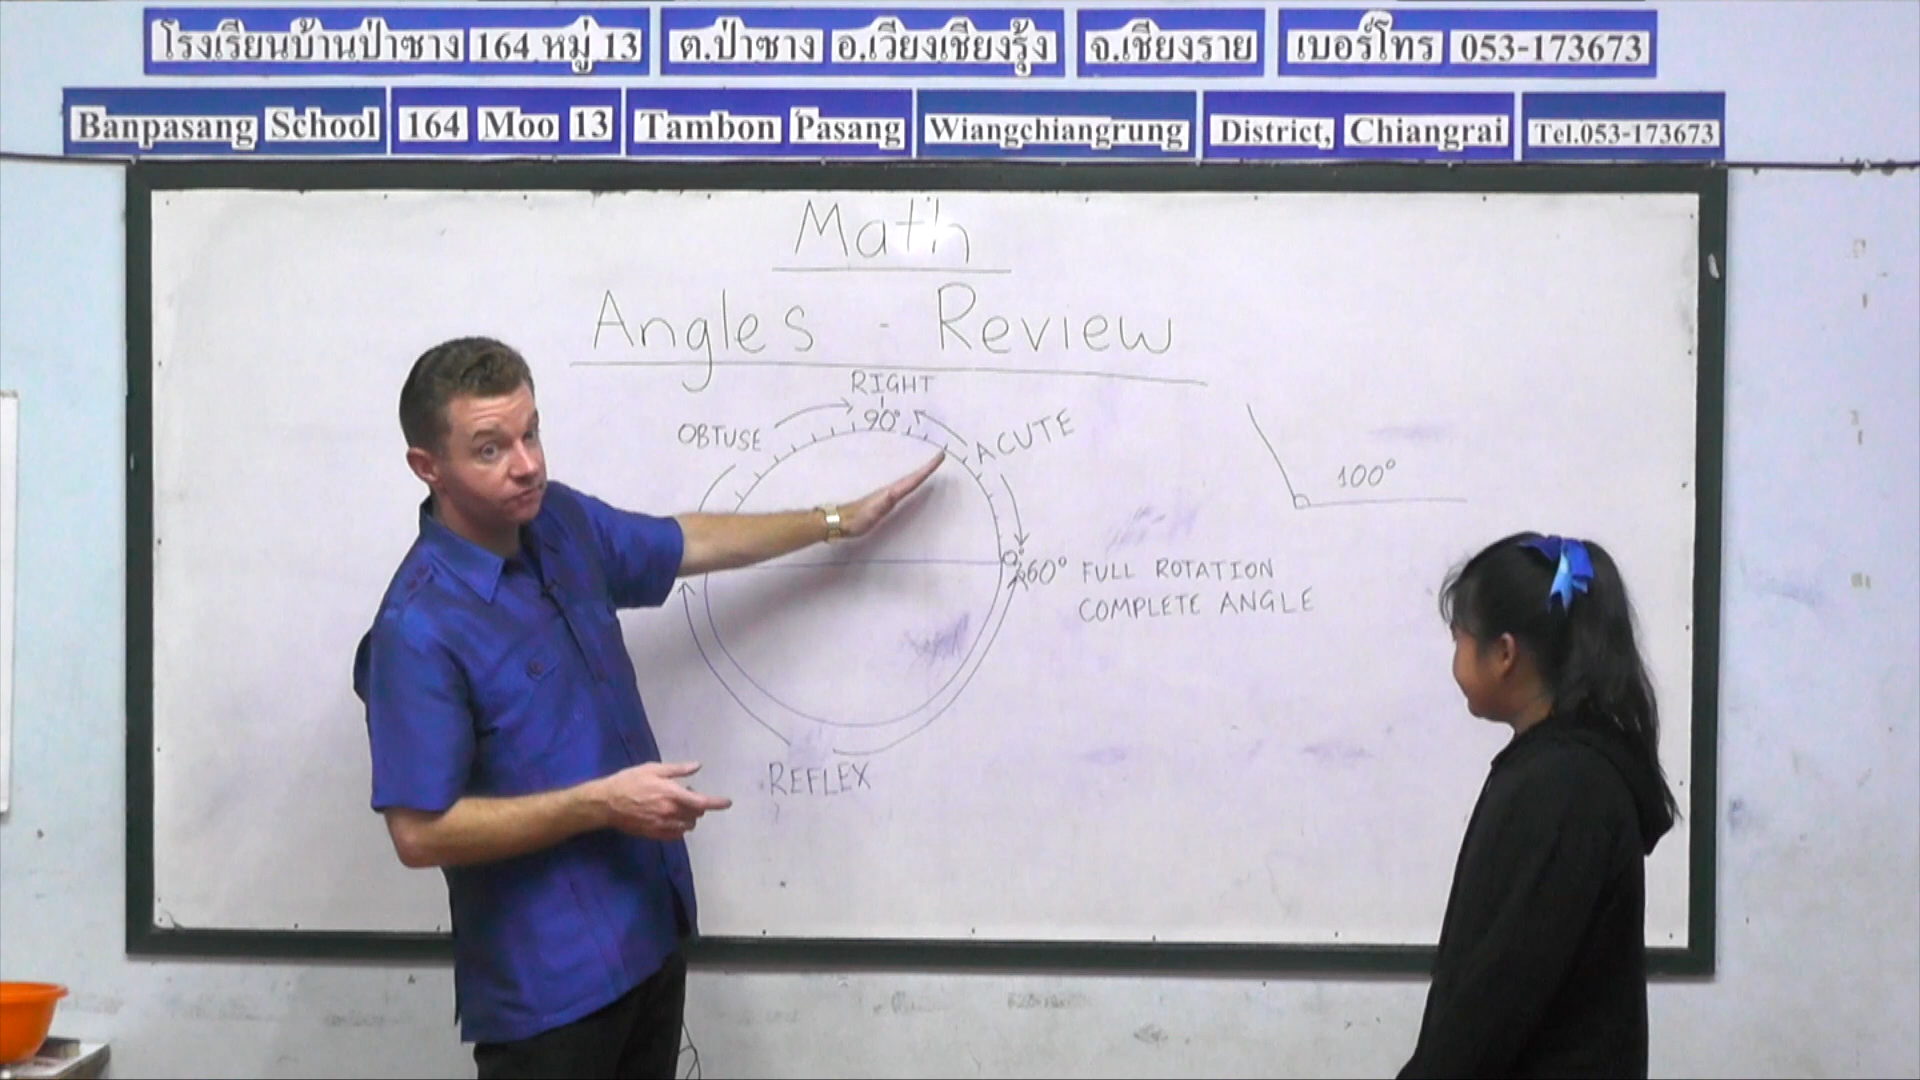 โรงเรียนบ้านป่าซาง 164 หมู่ 13 ต.ป่าซาง อ.เวียงเชียงรุ้ง จ.เชียงราย เบอร์โทร 053-173673
Banpasang School 164 Moo 13 Tambon Pasang Wiangchiangrung District, Chiangrai Tel.053-173673
Math
Angles - Review
RIGHT
90°
OBTUSE
ACUTE
100°
0°
360° FULL ROTATION
COMPLETE ANGLE
REFLEX